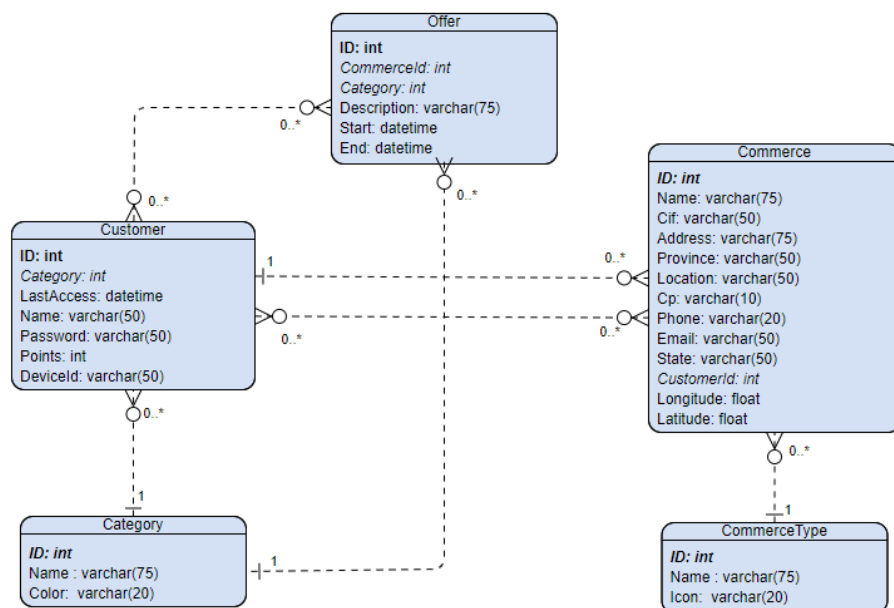 Offer
ID: int
CommerceId: int
Category: int
Description: varchar(75)
Start: datetime
End: datetime
0..*
0..*
0..*
Commerce
ID: int
Name: varchar(75)
Cif: varchar(50)
Address: varchar(75)
Province: varchar(50)
Location: varchar(50)
Cp: varchar(10)
Phone: varchar(20)
Email: varchar(50)
State: varchar(50)
CustomerId: int
Longitude: float
Latitude: float
Customer
ID: int
Category: int
LastAccess: datetime
Name: varchar(50)
Password: varchar(50)
Points: int
DeviceId: varchar(50)
1
0..*
0..*
0..*
0..*
1
0..*
1
Category
ID: int
Name : varchar(75)
Color: varchar(20)
1
CommerceType
ID: int
Name : varchar(75)
Icon: varchar(20)